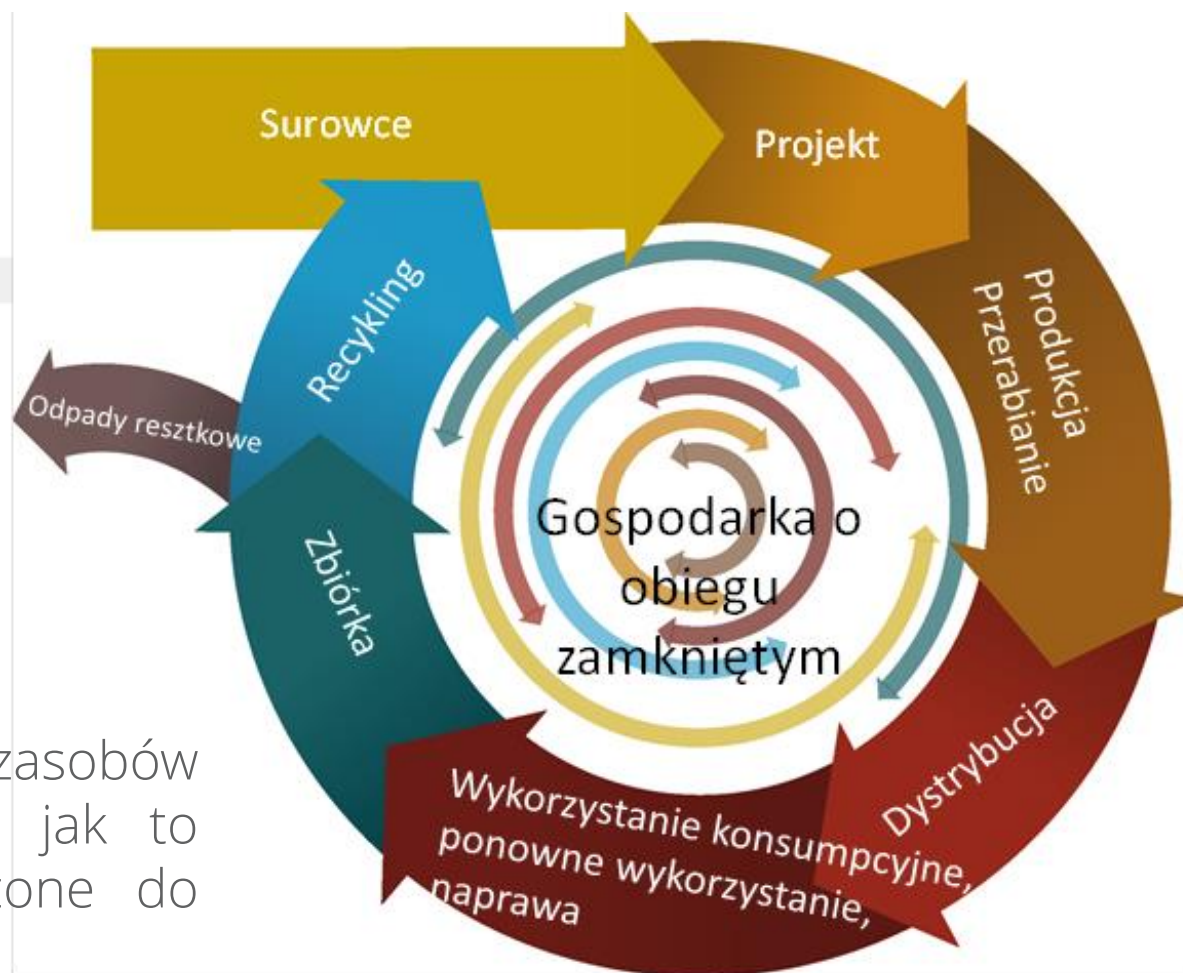 Surowce
Projekt
Produkcja
Przerabianie
Recykling
Odpady resztkowe
Gospodarka o
obiegu
zamkniętym
Zbiórka
Dystrybucja
Wykorzystanie konsumpcyjne,
ponowne wykorzystanie,
naprawa
zasobów
jak to
do